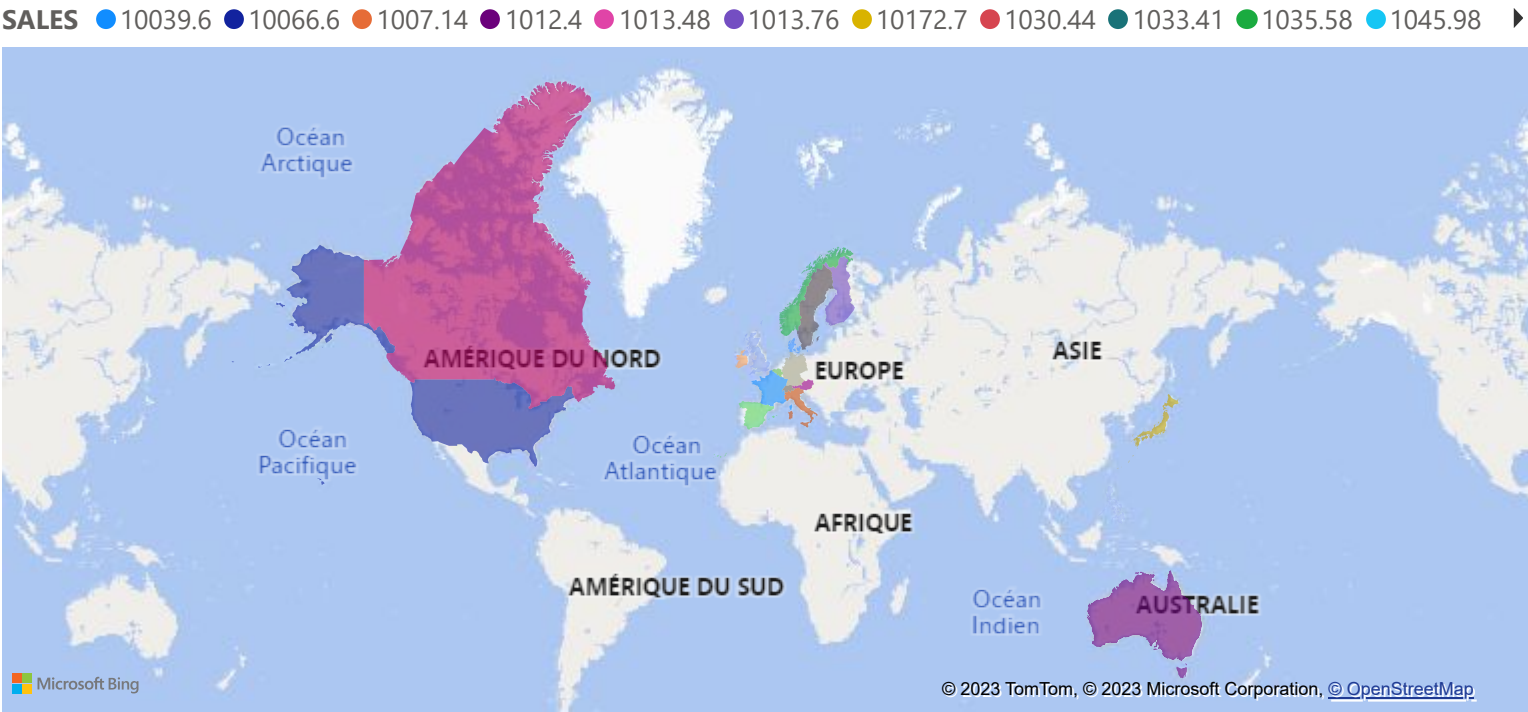 SALES 10039.6 10066.6 1007.14 1012.4 1013.48 1013.76 10172.7 1030.44 1033.41 1035.58 1045.98
Océan
Arctique
AMÉRIQUE DU NORD
EUROPE
ASIE
Océan
Pacifique
Océan
Atlantique
AFRIQUE
AMÉRIQUE DU SUD
Océan
Indien
AUSTRALIE
Microsoft Bing
© 2023 TomTom, © 2023 Microsoft Corporation, © OpenStreetMap